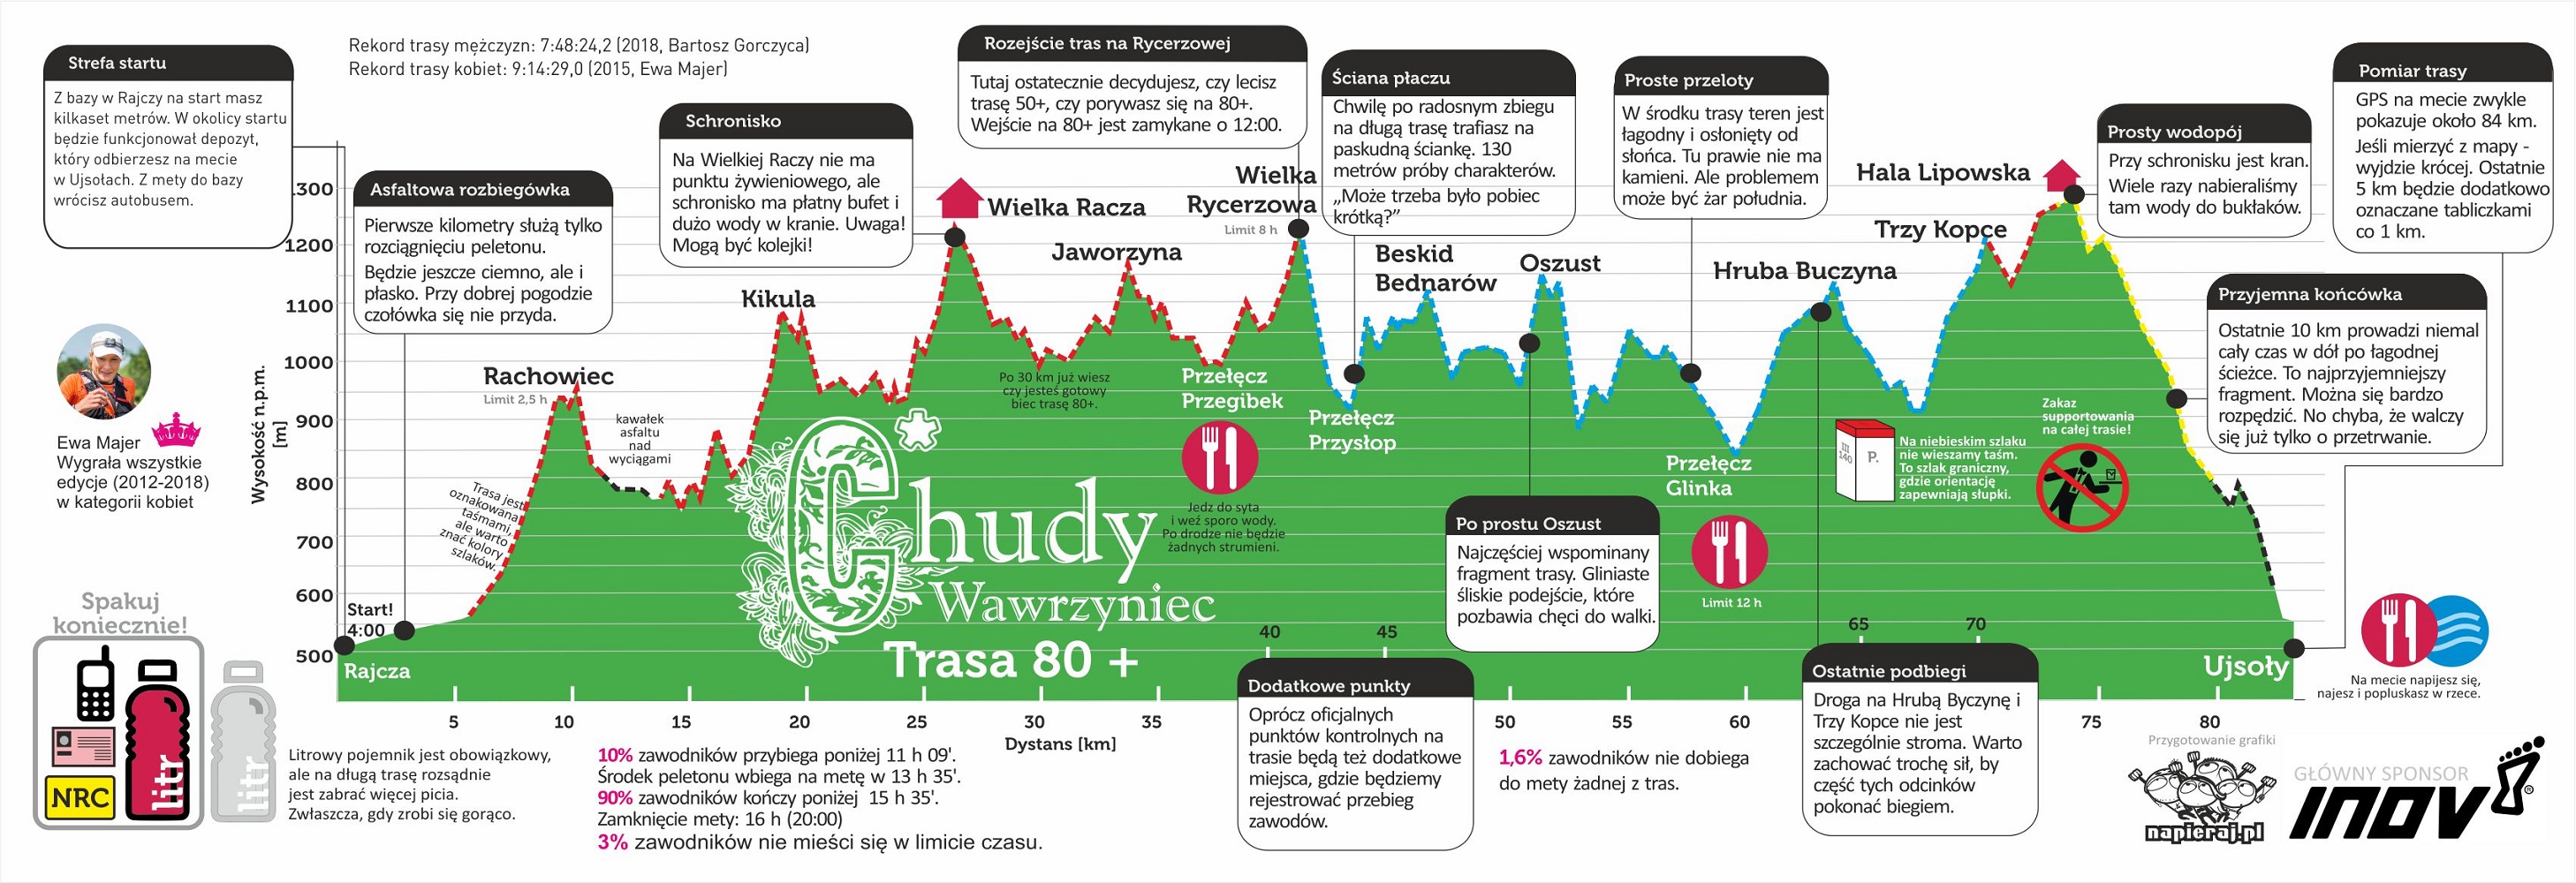 Strefa startu
Z bazy w Rajczy na start masz
kilkaset metrów. W okolicy startu
będzie funkcjonował depozyt,
który odbierzesz na mecie
w Ujsołach. Z mety do bazy
wrócisz autobusem.
Rekord trasy mężczyzn: 7:48:24,2 (2018, Bartosz Gorczyca)
Rekord trasy kobiet: 9:14:29,0 (2015, Ewa Majer)
Asfaltowa rozbiegówka
Pierwsze kilometry służą tylko
rozciągnięciu peletonu.
Będzie jeszcze ciemno, ale i
płasko. Przy dobrej pogodzie
czołówka się nie przyda.
Schronisko
Na Wielkiej Raczy nie ma
punktu żywieniowego, ale
schronisko ma płatny bufet i
dużo wody w kranie. Uwaga!
Mogą być kolejki!
Rozejście tras na Rycerzowej
Tutaj ostatecznie decydujesz, czy lecisz
trasę 50+, czy porywasz się na 80+.
Wejście na 80+ jest zamykane o 12:00.
Ściana płaczu
Chwilę po radosnym zbiegu
na długą trasę trafiasz na
paskudną ściankę. 130
metrów próby charakterów.
„Może trzeba było pobiec
krótką?”
Proste przeloty
W środku trasy teren jest
łagodny i osłonięty od
słońca. Tu prawie nie ma
kamieni. Ale problemem
może być żar południa.
Prosty wodopój
Przy schronisku jest kran.
Wiele razy nabieraliśmy
tam wody do bukłaków.
Pomiar trasy
GPS na mecie zwykle
pokazuje około 84 km.
Jeśli mierzyć z mapy -
wyjdzie krócej. Ostatnie
5 km będzie dodatkowo
oznaczane tabliczkami
co 1 km.
Przyjemna końcówka
Ostatnie 10 km prowadzi niemal
cały czas w dół po łagodnej
ścieżce. To najprzyjemniejszy
fragment. Można się bardzo
rozpędzić. No chyba, że walczy
się już tylko o przetrwanie.
Wysokość n.p.m.
[m]
1300
1200
1100
1000
900
800
700
600
500
Rachowiec
Limit 2,5 h
Kikula
Wielka Racza
Jaworzyna
Wielka
Rycerzowa
Limit 8 h
Beskid
Bednarów
Oszust
Hruba Buczyna
Trzy Kopce
Hala Lipowska
kawałek
asfaltu
nad
wyciągami
Po 30 km już wiesz
czy jesteś gotowy
biec trasę 80+.
Przełęcz
Przegibek
Przełęcz
Przysłop
Jedz do syta
i weź sporo wody.
Po drodze nie będzie
żadnych strumieni.
Trasa jest
oznakowana
taśmami,
ale warto
znać kolory
szlaków.
Chudy
Wawrzyniec
Trasa 80 +
Po prostu Oszust
Najczęściej wspominany
fragment trasy. Gliniaste
śliskie podejście, które
pozbawia chęci do walki.
Przełęcz
Glinka
Limit 12 h
III
140
P.
Na niebieskim szlaku
nie wieszamy taśm.
To szlak graniczny,
gdzie orientację
zapewniają słupki.
Zakaz
supportowania
na całej trasie!
Ewa Majer
Wygrała wszystkie
edycje (2012-2018)
w kategorii kobiet
Spakuj
koniecznie!
NRC
litr
litr
Start!
4:00
Rajcza
Ujsoły
5
10
15
20
25
30
35
40
45
50
55
60
65
70
75
80
Dystans [km]
Dodatkowe punkty
Oprócz oficjalnych
punktów kontrolnych na
trasie będą też dodatkowe
miejsca, gdzie będziemy
rejestrować przebieg
zawodów.
Ostatnie podbiegi
Droga na Hrubą Byczynę i
Trzy Kopce nie jest
szczególnie stroma. Warto
zachować trochę sił, by
część tych odcinków
pokonać biegiem.
Na mecie napijesz się,
najesz i popluskasz w rzece.
Litrowy pojemnik jest obowiązkowy,
ale na długą trasę rozsądnie
jest zabrać więcej picia.
Zwłaszcza, gdy zrobi się gorąco.
10% zawodników przybiega poniżej 11 h 09'.
Środek peletonu wbiega na metę w 13 h 35'.
90% zawodników kończy poniżej 15 h 35'.
Zamknięcie mety: 16 h (20:00)
3% zawodników nie mieści się w limicie czasu.
1,6% zawodników nie dobiega
do mety żadnej z tras.
Przygotowanie grafiki
napieraj.pl
GŁÓWNY SPONSOR
INOV